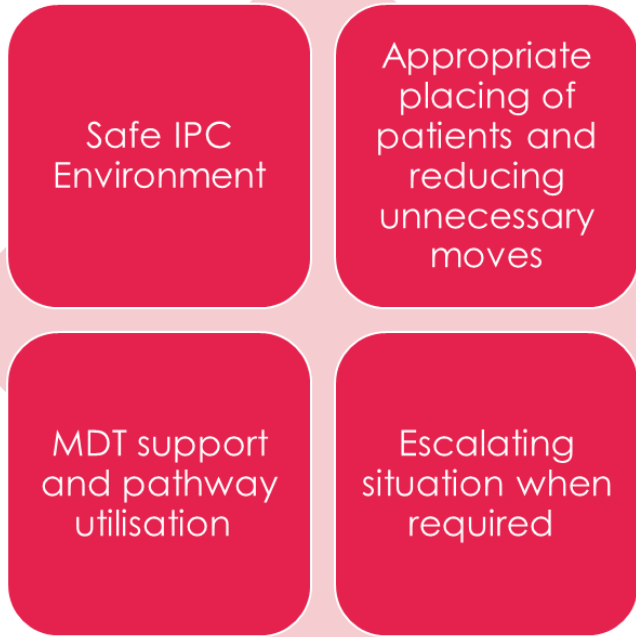 Safe IPC
Environment
Appropriate
placing of
patients and
reducing
unnecessary
moves
MDT support
and pathway
utilisation
Escalating
situation when
required